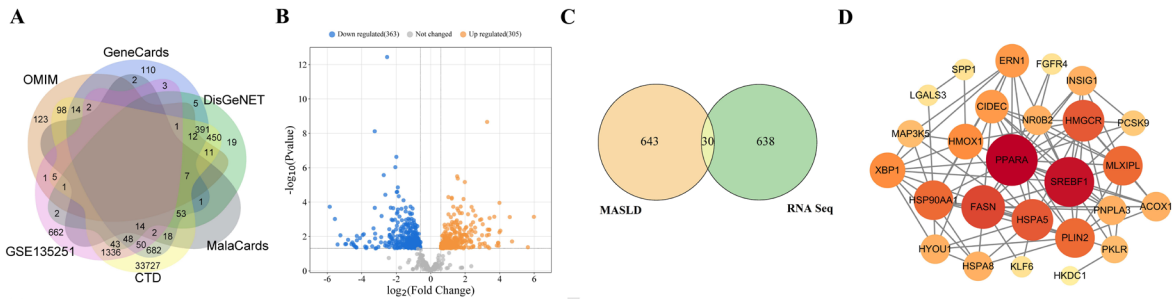 A
GeneCards
OMIM
DisGeNET
MalaCards
CTD
GSE135251
110
2
3
5
2
14
98
123
1
391
12
450
19
11
7
1
1
5
1
53
2
662
14
2
18
48
43
50
682
1336
33727
B
Down regulated(363)
Not changed
Up regulated(305)
-log10(Pvalue)
12
10
8
6
4
2
0
-6
-4
-2
0
2
4
6
log2(Fold Change)
C
643
30
638
MASLD
RNA Seq
D
ERN1
SPP1
FGFR4
INSIG1
LGALS3
CIDEC
NR0B2
HMGCR
PCSK9
MAP3K5
HMOX1
PPARA
MLXIPL
XBP1
SREBF1
HSP90AA1
FASN
HSPA5
PNPLA3
ACOX1
PLIN2
PKLR
HYOU1
HSPA8
KLF6
HKDC1